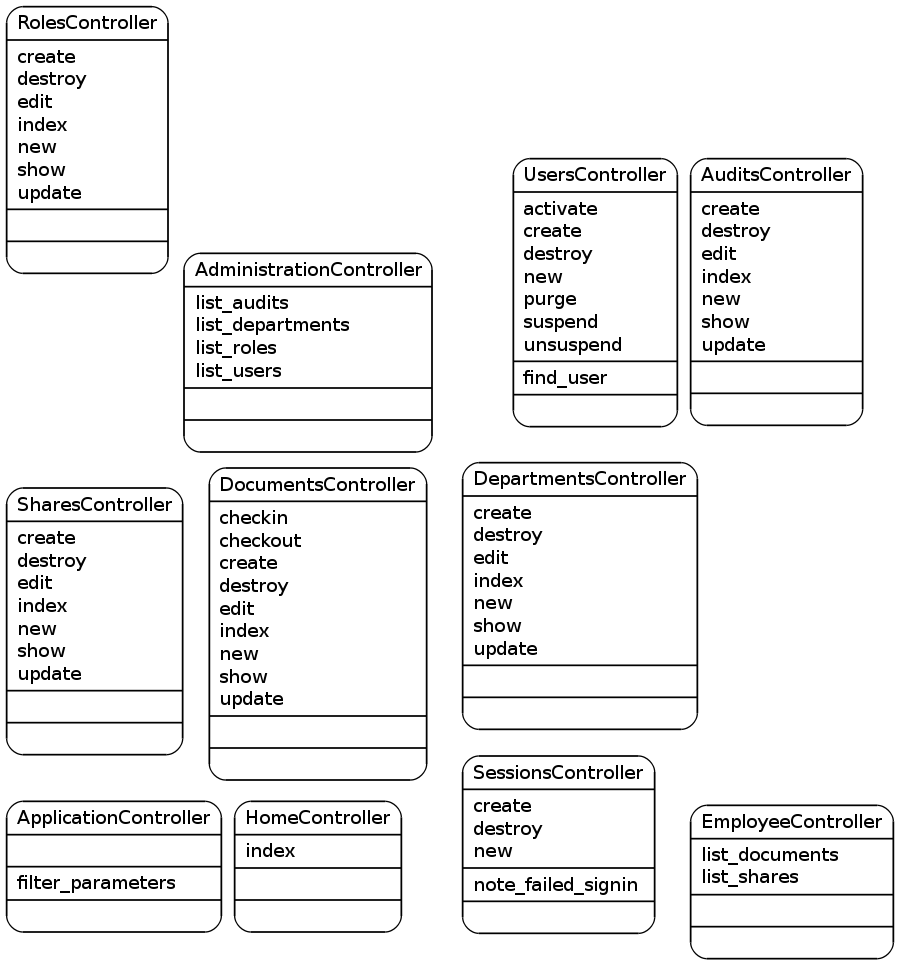 RolesController
create
destroy
edit
index
new
show
update
UsersController
activate
create
destroy
new
purge
suspend
unsuspend
find_user
AuditsController
create
destroy
edit
index
new
show
update
AdministrationController
list_audits
list_departments
list_roles
list_users
SharesController
create
destroy
edit
index
new
show
update
DocumentsController
checkin
checkout
create
destroy
edit
index
new
show
update
DepartmentsController
create
destroy
edit
index
new
show
update
ApplicationController
filter_parameters
HomeController
index
SessionsController
create
destroy
new
note_failed_signin
EmployeeController
list_documents
list_shares